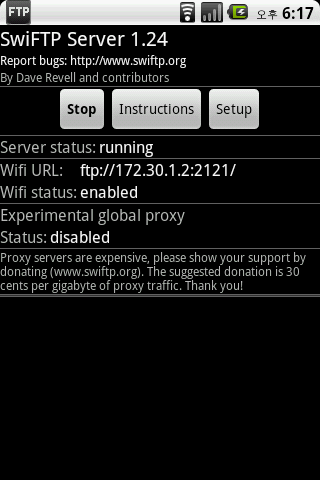 FTP 오후 6:17
SwiFTP Server 1.24
Report bugs: http://www.swiftp.org
By Dave Revell and contributors
Stop Instructions Setup
Server status: running
Wifi URL: ftp://172.30.1.2:2121/
Wifi status: enabled
Experimental global proxy
Status: disabled
Proxy servers are expensive, please show your support by
donating (www.swiftp.org). The suggested donation is 30
cents per gigabyte of proxy traffic. Thank you!